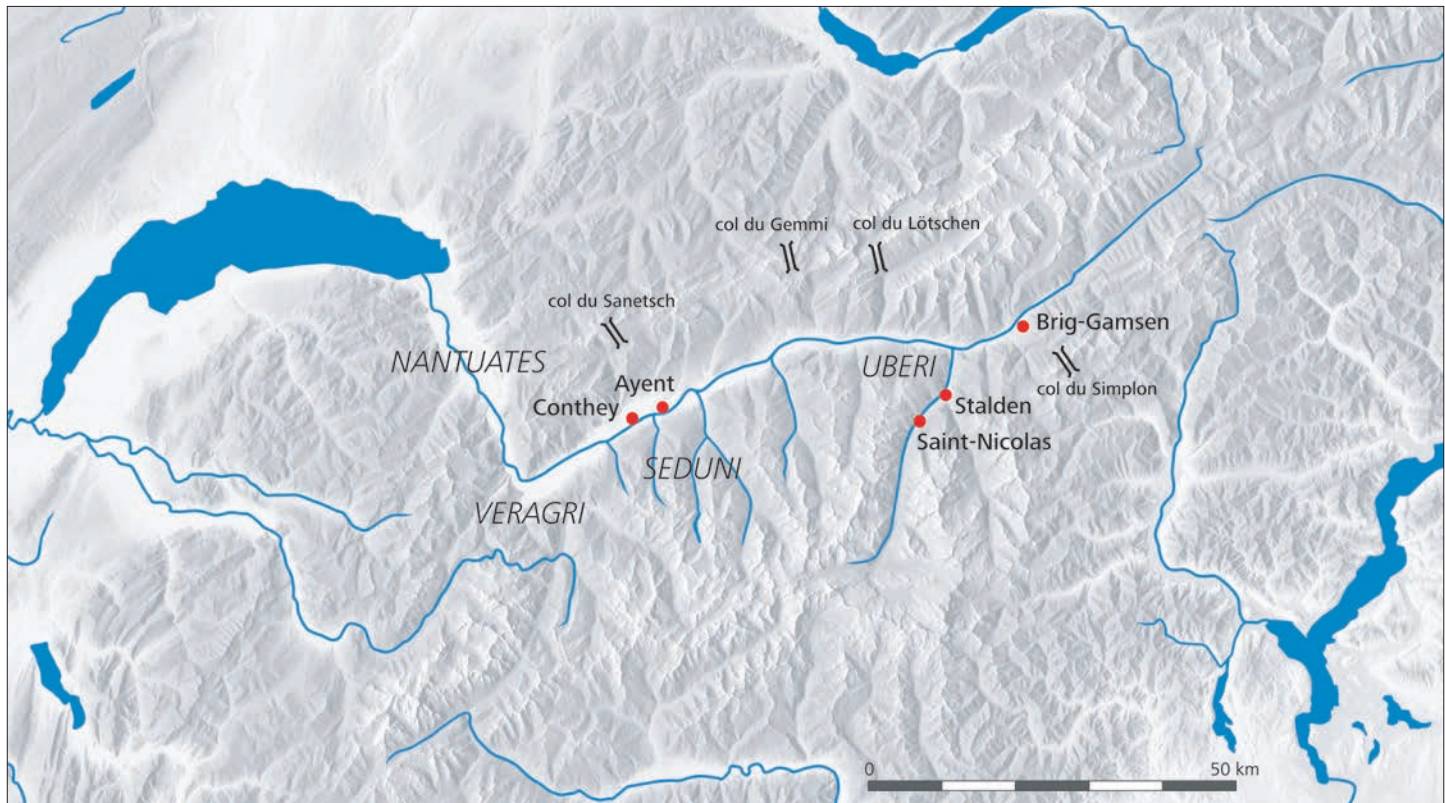 col du Gemmi
col du Lötschen
col du Sanetsch
Brig-Gamsen
NANTUATES
UBERI
col du Simplon
Ayent
Conthey
Stalden
Saint-Nicolas
SEDUNI
VERAGRI
0
50 km